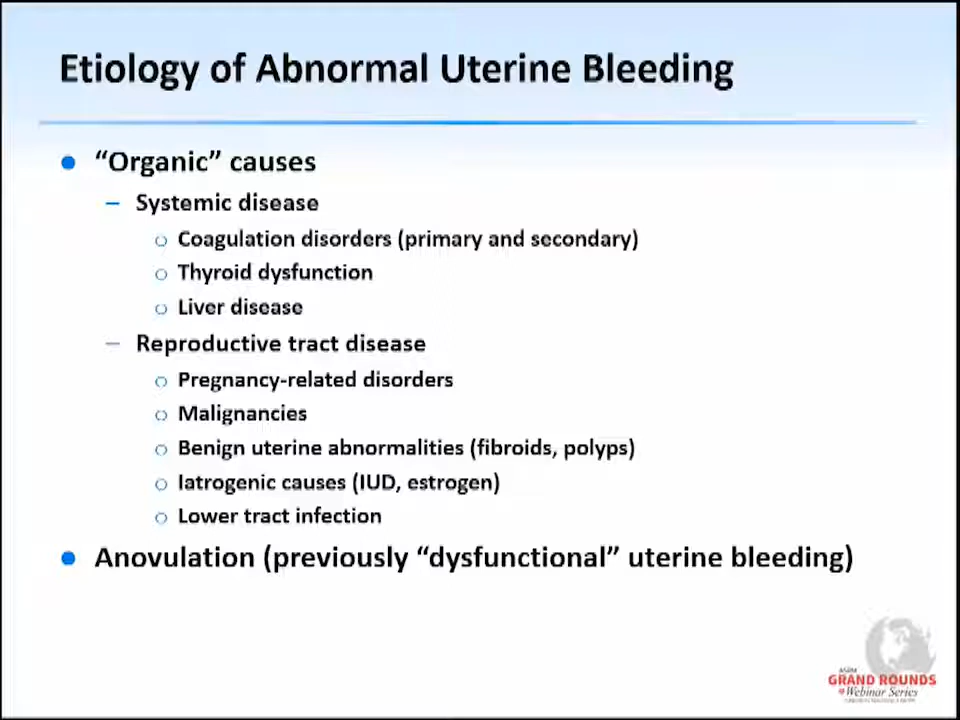 Etiology of Abnormal Uterine Bleeding
● “Organic” causes
– Systemic disease
○ Coagulation disorders (primary and secondary)
○ Thyroid dysfunction
○ Liver disease
– Reproductive tract disease
○ Pregnancy-related disorders
○ Malignancies
○ Benign uterine abnormalities (fibroids, polyps)
○ Iatrogenic causes (IUD, estrogen)
○ Lower tract infection
● Anovulation (previously “dysfunctional” uterine bleeding)
GRAND ROUNDS
Webinar Series